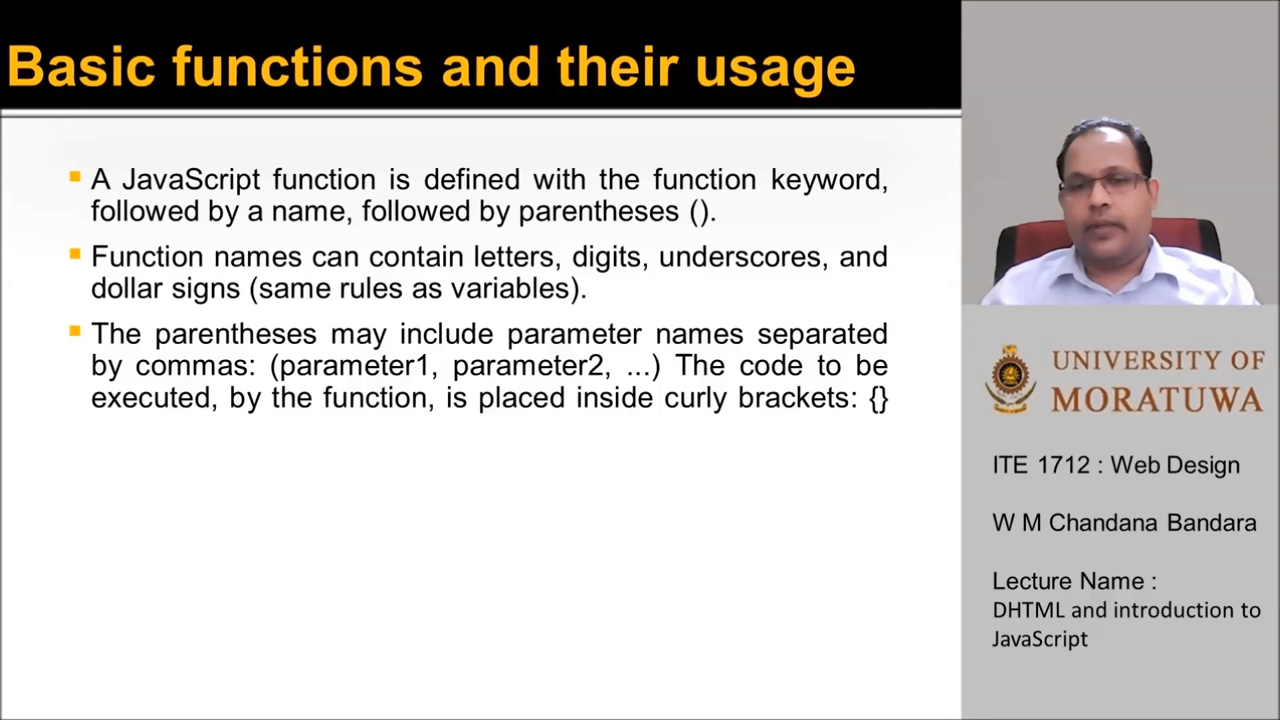 Basic functions and their usage
A JavaScript function is defined with the function keyword,
followed by a name, followed by parentheses ().
Function names can contain letters, digits, underscores, and
dollar signs (same rules as variables).
The parentheses may include parameter names separated
by commas: (parameter1, parameter2, ...) The code to be
executed, by the function, is placed inside curly brackets: {}
UNIVERSITY OF
MORATUWA
ITE 1712 : Web Design
W M Chandana Bandara
Lecture Name :
DHTML and introduction to
JavaScript